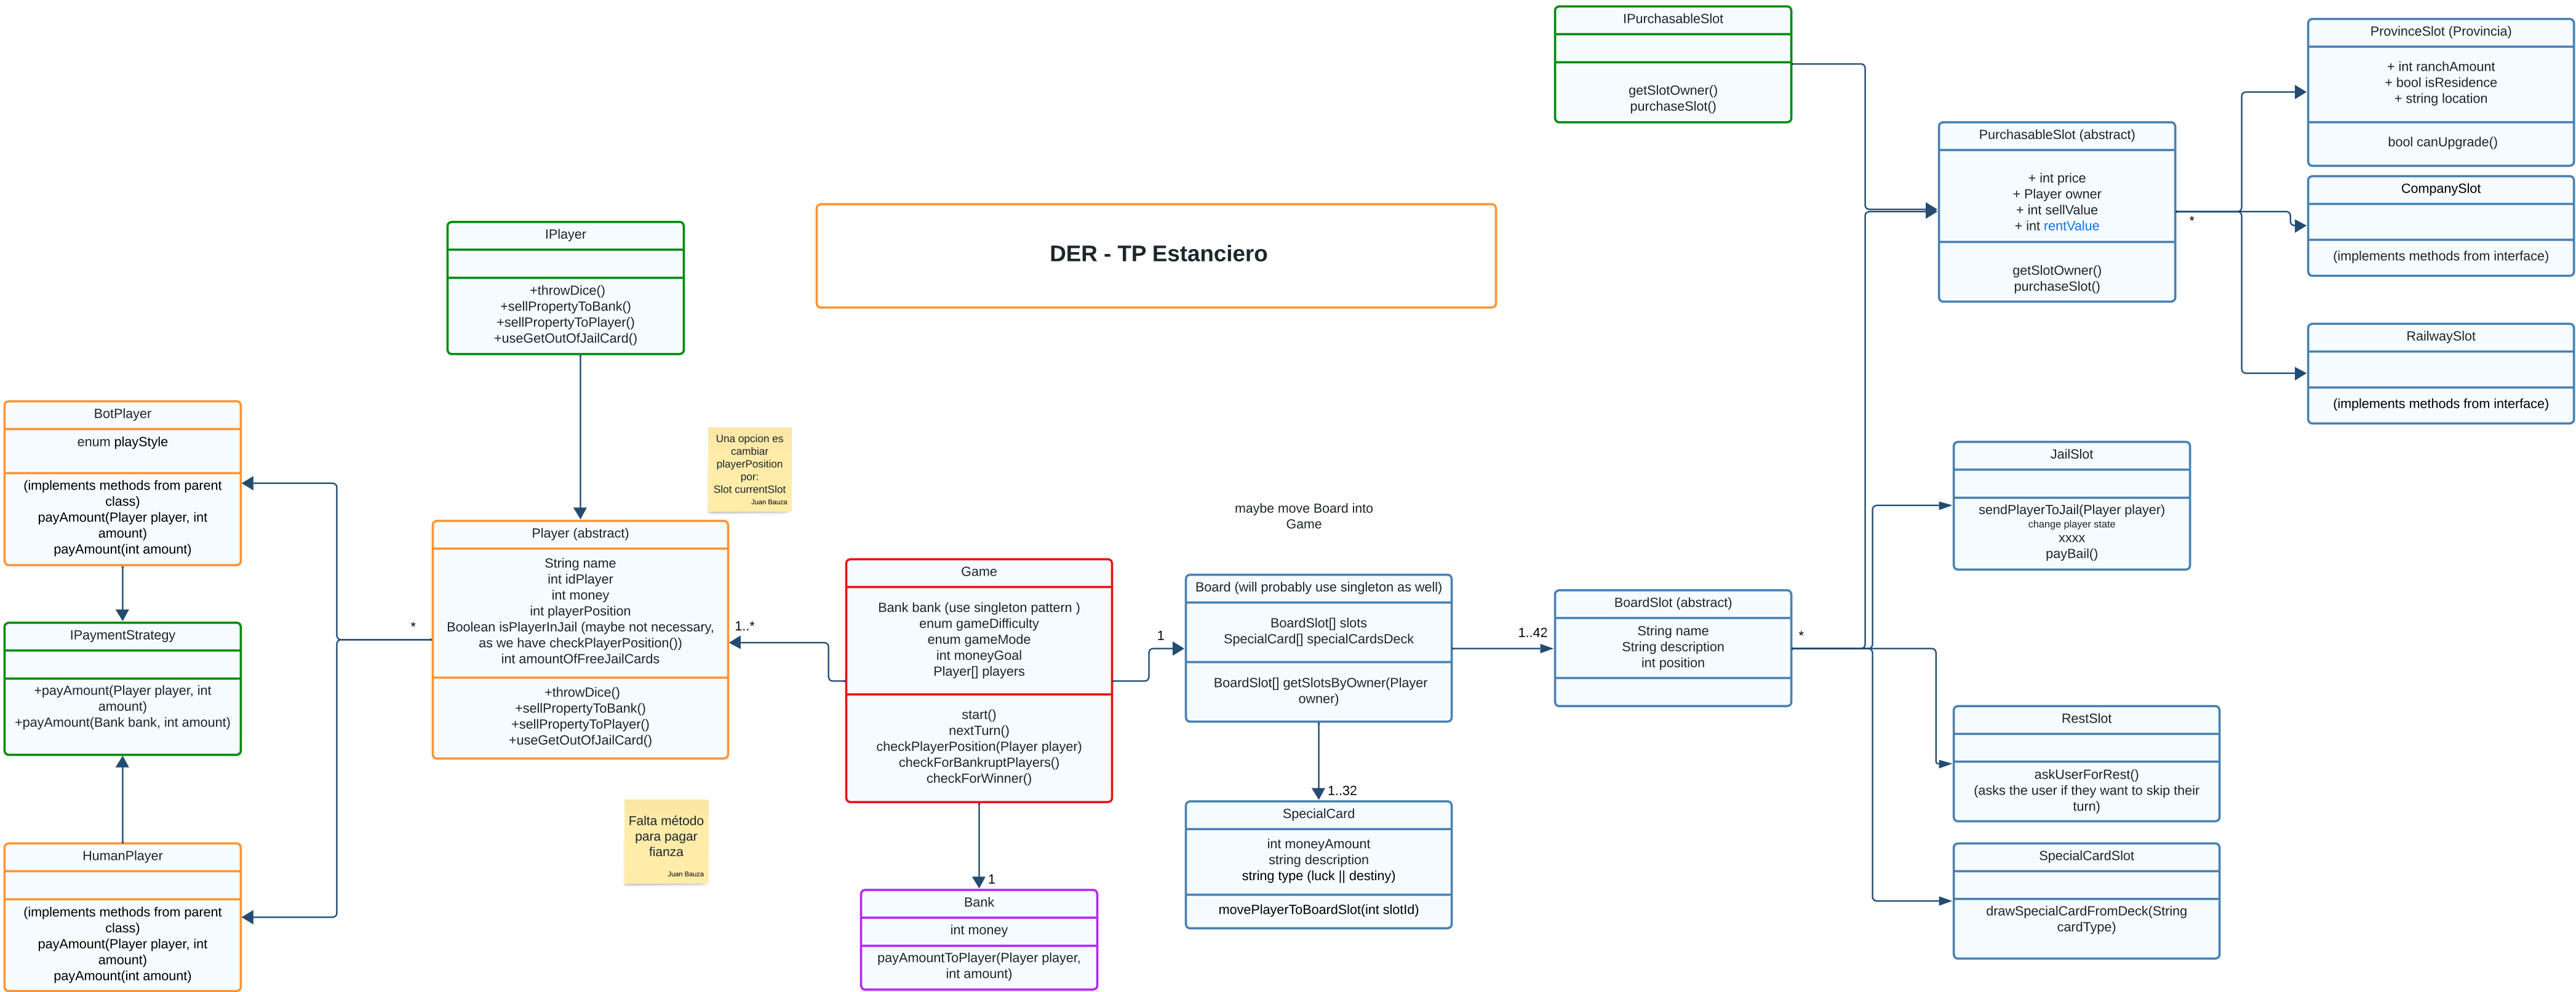 IPurchasableSlot
getSlotOwner()
purchaseSlot()
ProvinceSlot (Provincia)
+ int ranchAmount
+ bool isResidence
+ string location
bool canUpgrade()
PurchasableSlot (abstract)
+ int price
+ Player owner
+ int sellValue
+ int rentValue
getSlotOwner()
purchaseSlot()
*
CompanySlot
(implements methods from interface)
RailwaySlot
(implements methods from interface)
DER - TP Estanciero
IPlayer
+throwDice()
+sellPropertyToBank()
+sellPropertyToPlayer()
+useGetOutOfJailCard()
BotPlayer
enum playStyle
(implements methods from parent
class)
payAmount(Player player, int
amount)
payAmount(int amount)
IPaymentStrategy
+payAmount(Player player, int
amount)
+payAmount(Bank bank, int amount)
HumanPlayer
(implements methods from parent
class)
payAmount(Player player, int
amount)
payAmount(int amount)
*
Una opcion es
cambiar
playerPosition
por:
Slot currentSlot
Juan Bauza
Player (abstract)
String name
int idPlayer
int money
int playerPosition
Boolean isPlayerInJail (maybe not necessary,
as we have checkPlayerPosition())
int amountOfFreeJailCards
+throwDice()
+sellPropertyToBank()
+sellPropertyToPlayer()
+useGetOutOfJailCard()
1..*
Falta método
para pagar
fianza
Juan Bauza
Game
Bank bank (use singleton pattern )
enum gameDifficulty
enum gameMode
int moneyGoal
Player[] players
start()
nextTurn()
checkPlayerPosition(Player player)
checkForBankruptPlayers()
checkForWinner()
1
Bank
int money
payAmountToPlayer(Player player,
int amount)
maybe move Board into
Game
1
Board (will probably use singleton as well)
BoardSlot[] slots
SpecialCard[] specialCardsDeck
BoardSlot[] getSlotsByOwner(Player
owner)
1..32
SpecialCard
int moneyAmount
string description
string type (luck || destiny)
movePlayerToBoardSlot(int slotId)
1..42
BoardSlot (abstract)
String name
String description
int position
*
JailSlot
sendPlayerToJail(Player player)
change player state
xxxx
payBail()
RestSlot
askUserForRest()
(asks the user if they want to skip their
turn)
SpecialCardSlot
drawSpecialCardFromDeck(String
cardType)